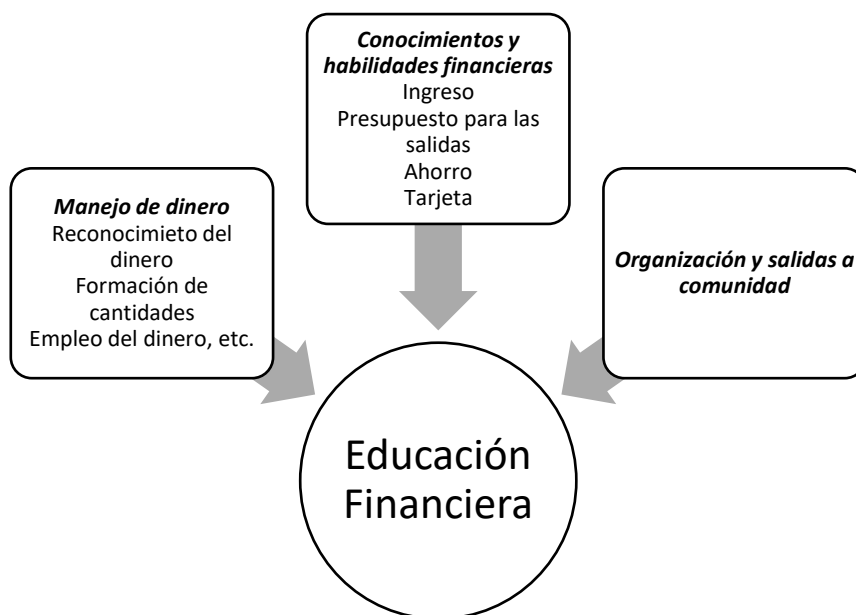 Conocimientos y
habilidades financieras
Ingreso
Presupuesto para las
salidas
Ahorro
Tarjeta
Manejo de dinero
Reconocimieto del
dinero
Formación de
cantidades
Empleo del dinero, etc.
Organización y salidas a
comunidad
Educación
Financiera